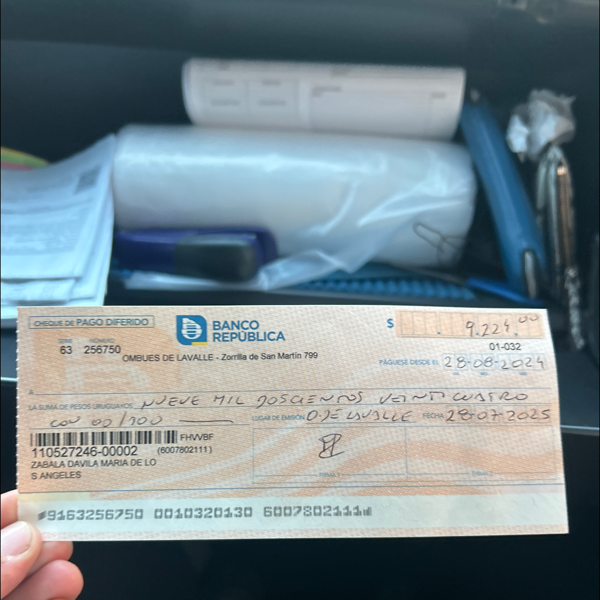 CHEQUE DE PAGO DIFERIDO
BANCO
REPÚBLICA
$ 9.224.00
SERIE NÚMERO
63 256750
01-032
OMBUES DE LAVALLE - Zorrilla de San Martín 799
PÁGUESE DESDE EL 28-08-2024
A
LA SUMA DE PESOS URUGUAYOS NUEVE MIL DOSCIENTOS VEINTICUATRO
CON 00/100
LUGAR DE EMISIÓN O.DE LAVALLE FECHA 28-07-2025
FHVVBF
110527246-00002 (6007802111)
ZABALA DAVILA MARIA DE LO
S ANGELES
FIRMA 1
9163256750 0010320130 6007802111